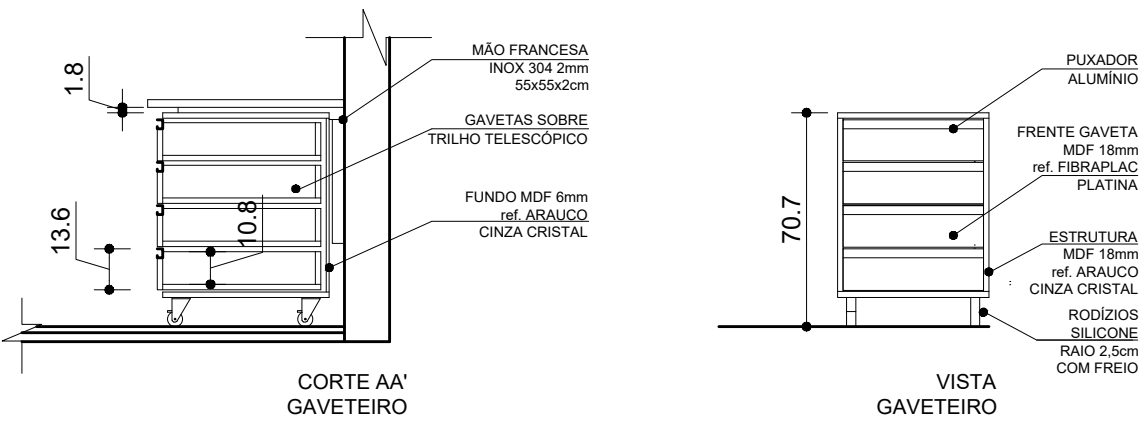 1.8
13.6
10.8
MÃO FRANCESA
INOX 304 2mm
55x55x2cm
GAVETAS SOBRE
TRILHO TELESCÓPICO
FUNDO MDF 6mm
ref. ARAUCO
CINZA CRISTAL
CORTE AA'
GAVETEIRO
70.7
PUXADOR
ALUMÍNIO
FRENTE GAVETA
MDF 18mm
ref. FIBRAPLAC
PLATINA
ESTRUTURA
MDF 18mm
ref. ARAUCO
CINZA CRISTAL
RODÍZIOS
SILICONE
RAIO 2,5cm
COM FREIO
VISTA
GAVETEIRO